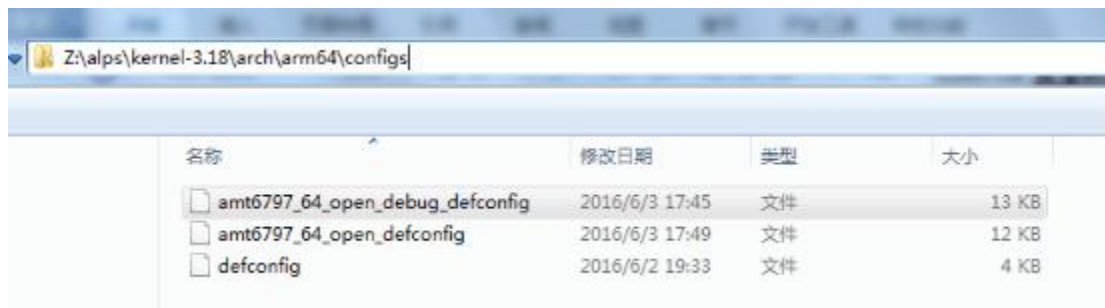 Z:\alps\kernel-3.18\arch\arm64\configs
名称 修改日期 类型 大小
amt6797_64_open_debug_defconfig 2016/6/3 17:45 文件 13 KB
amt6797_64_open_defconfig 2016/6/3 17:49 文件 12 KB
defconfig 2016/6/2 19:33 文件 4 KB